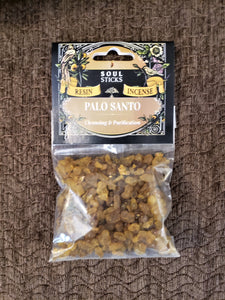 SOUL
STICKS
RESIN INCENSE
PALO SANTO
Cleansing & Purification